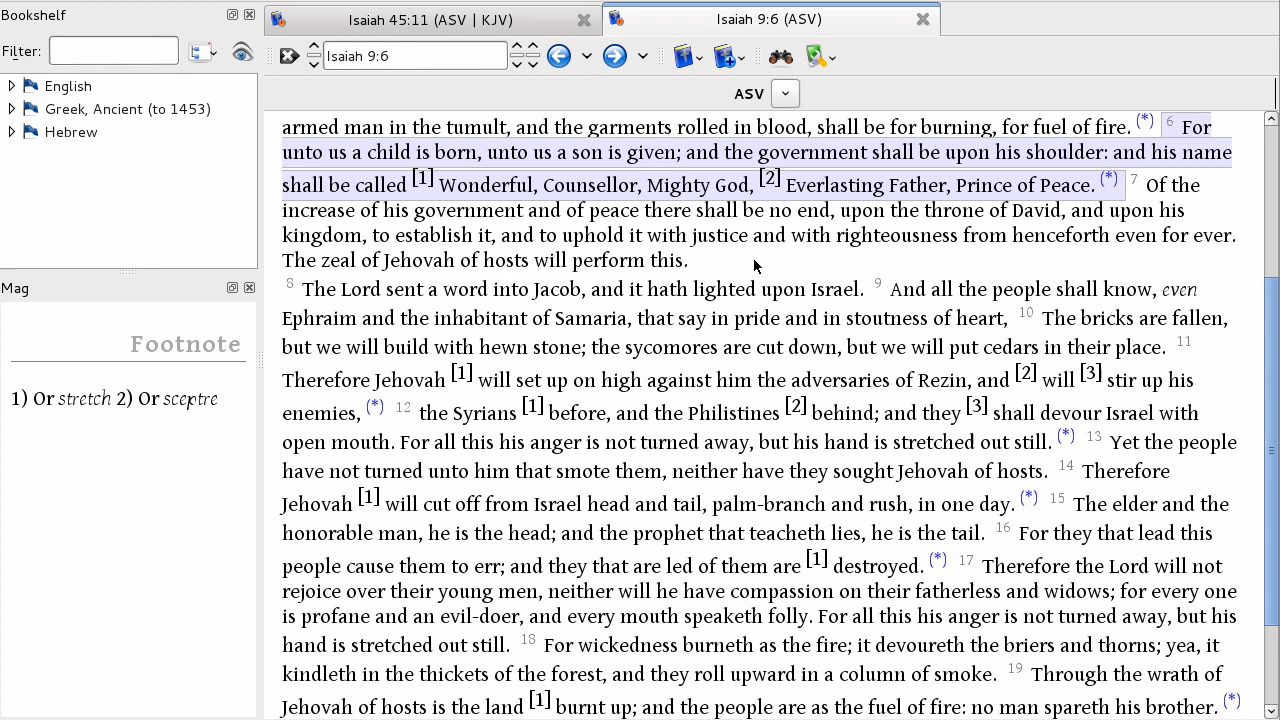 Bookshelf
Filter:
English
Greek, Ancient (to 1453)
Hebrew
Mag
Footnote
1) Or stretch 2) Or sceptre
Isaiah 45:11 (ASV | KJV)
Isaiah 9:6 (ASV)
Isaiah 9:6
ASV
armed man in the tumult, and the garments rolled in blood, shall be for burning, for fuel of fire. (*) 6 For
unto us a child is born, unto us a son is given; and the government shall be upon his shoulder: and his name
shall be called [1] Wonderful, Counsellor, Mighty God, [2] Everlasting Father, Prince of Peace. (*) 7 Of the
increase of his government and of peace there shall be no end, upon the throne of David, and upon his
kingdom, to establish it, and to uphold it with justice and with righteousness from henceforth even for ever.
The zeal of Jehovah of hosts will perform this.
8 The Lord sent a word into Jacob, and it hath lighted upon Israel. 9 And all the people shall know, even
Ephraim and the inhabitant of Samaria, that say in pride and in stoutness of heart, 10 The bricks are fallen,
but we will build with hewn stone; the sycomores are cut down, but we will put cedars in their place. 11
Therefore Jehovah [1] will set up on high against him the adversaries of Rezin, and [2] will [3] stir up his
enemies, (*) 12 the Syrians [1] before, and the Philistines [2] behind; and they [3] shall devour Israel with
open mouth. For all this his anger is not turned away, but his hand is stretched out still. (*) 13 Yet the people
have not turned unto him that smote them, neither have they sought Jehovah of hosts. 14 Therefore
Jehovah [1] will cut off from Israel head and tail, palm-branch and rush, in one day. (*) 15 The elder and the
honorable man, he is the head; and the prophet that teacheth lies, he is the tail. 16 For they that lead this
people cause them to err; and they that are led of them are [1] destroyed. (*) 17 Therefore the Lord will not
rejoice over their young men, neither will he have compassion on their fatherless and widows; for every one
is profane and an evil-doer, and every mouth speaketh folly. For all this his anger is not turned away, but his
hand is stretched out still. 18 For wickedness burneth as the fire; it devoureth the briers and thorns; yea, it
kindleth in the thickets of the forest, and they roll upward in a column of smoke. 19 Through the wrath of
Jehovah of hosts is the land [1] burnt up; and the people are as the fuel of fire: no man spareth his brother. (*)